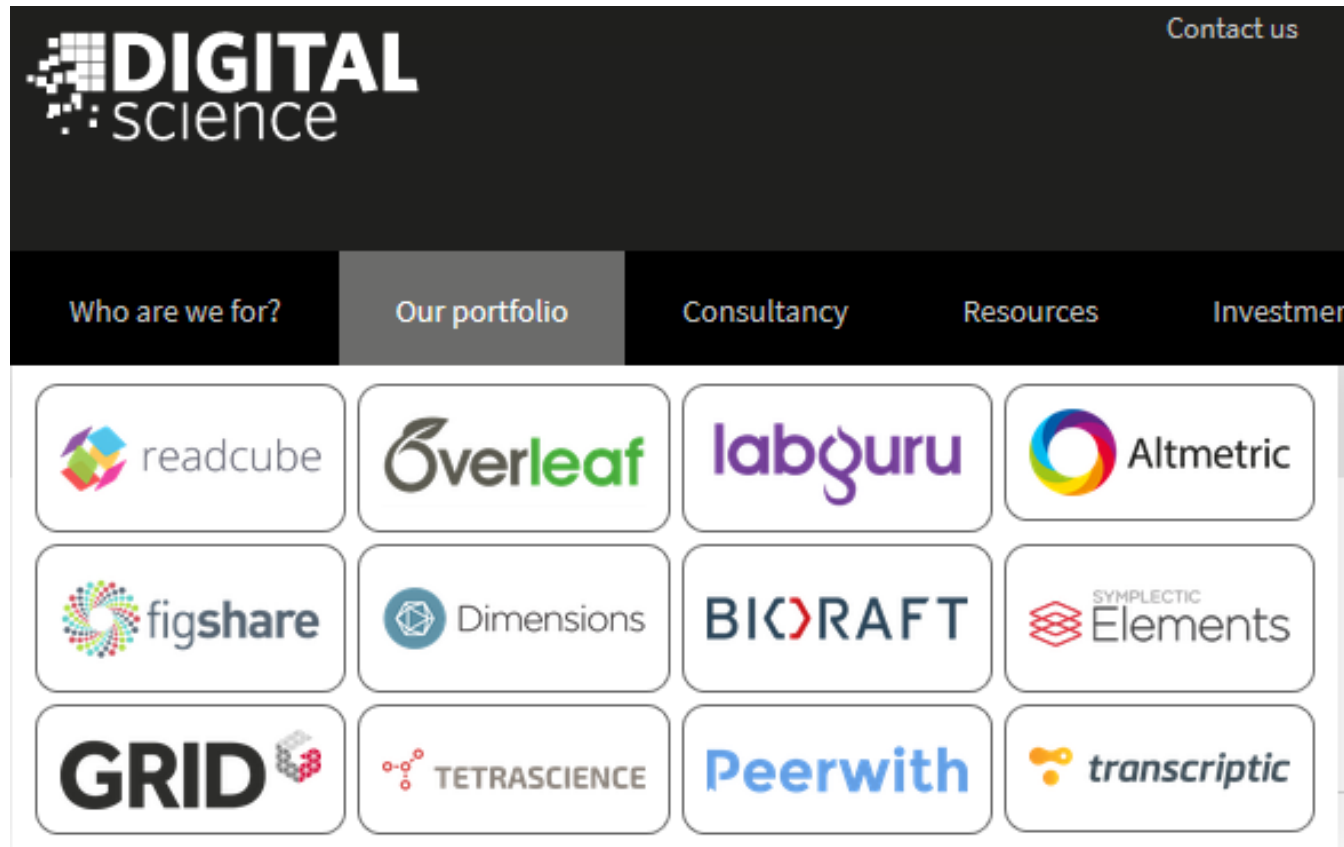 Contact us
DIGITAL
science
Who are we for? Our portfolio Consultancy Resources Investmen
readcube Overleaf labguru Altmetric
figshare Dimensions BIORAFT SYMPLECTIC Elements
GRID TETRASCIENCE Peerwith transcriptic